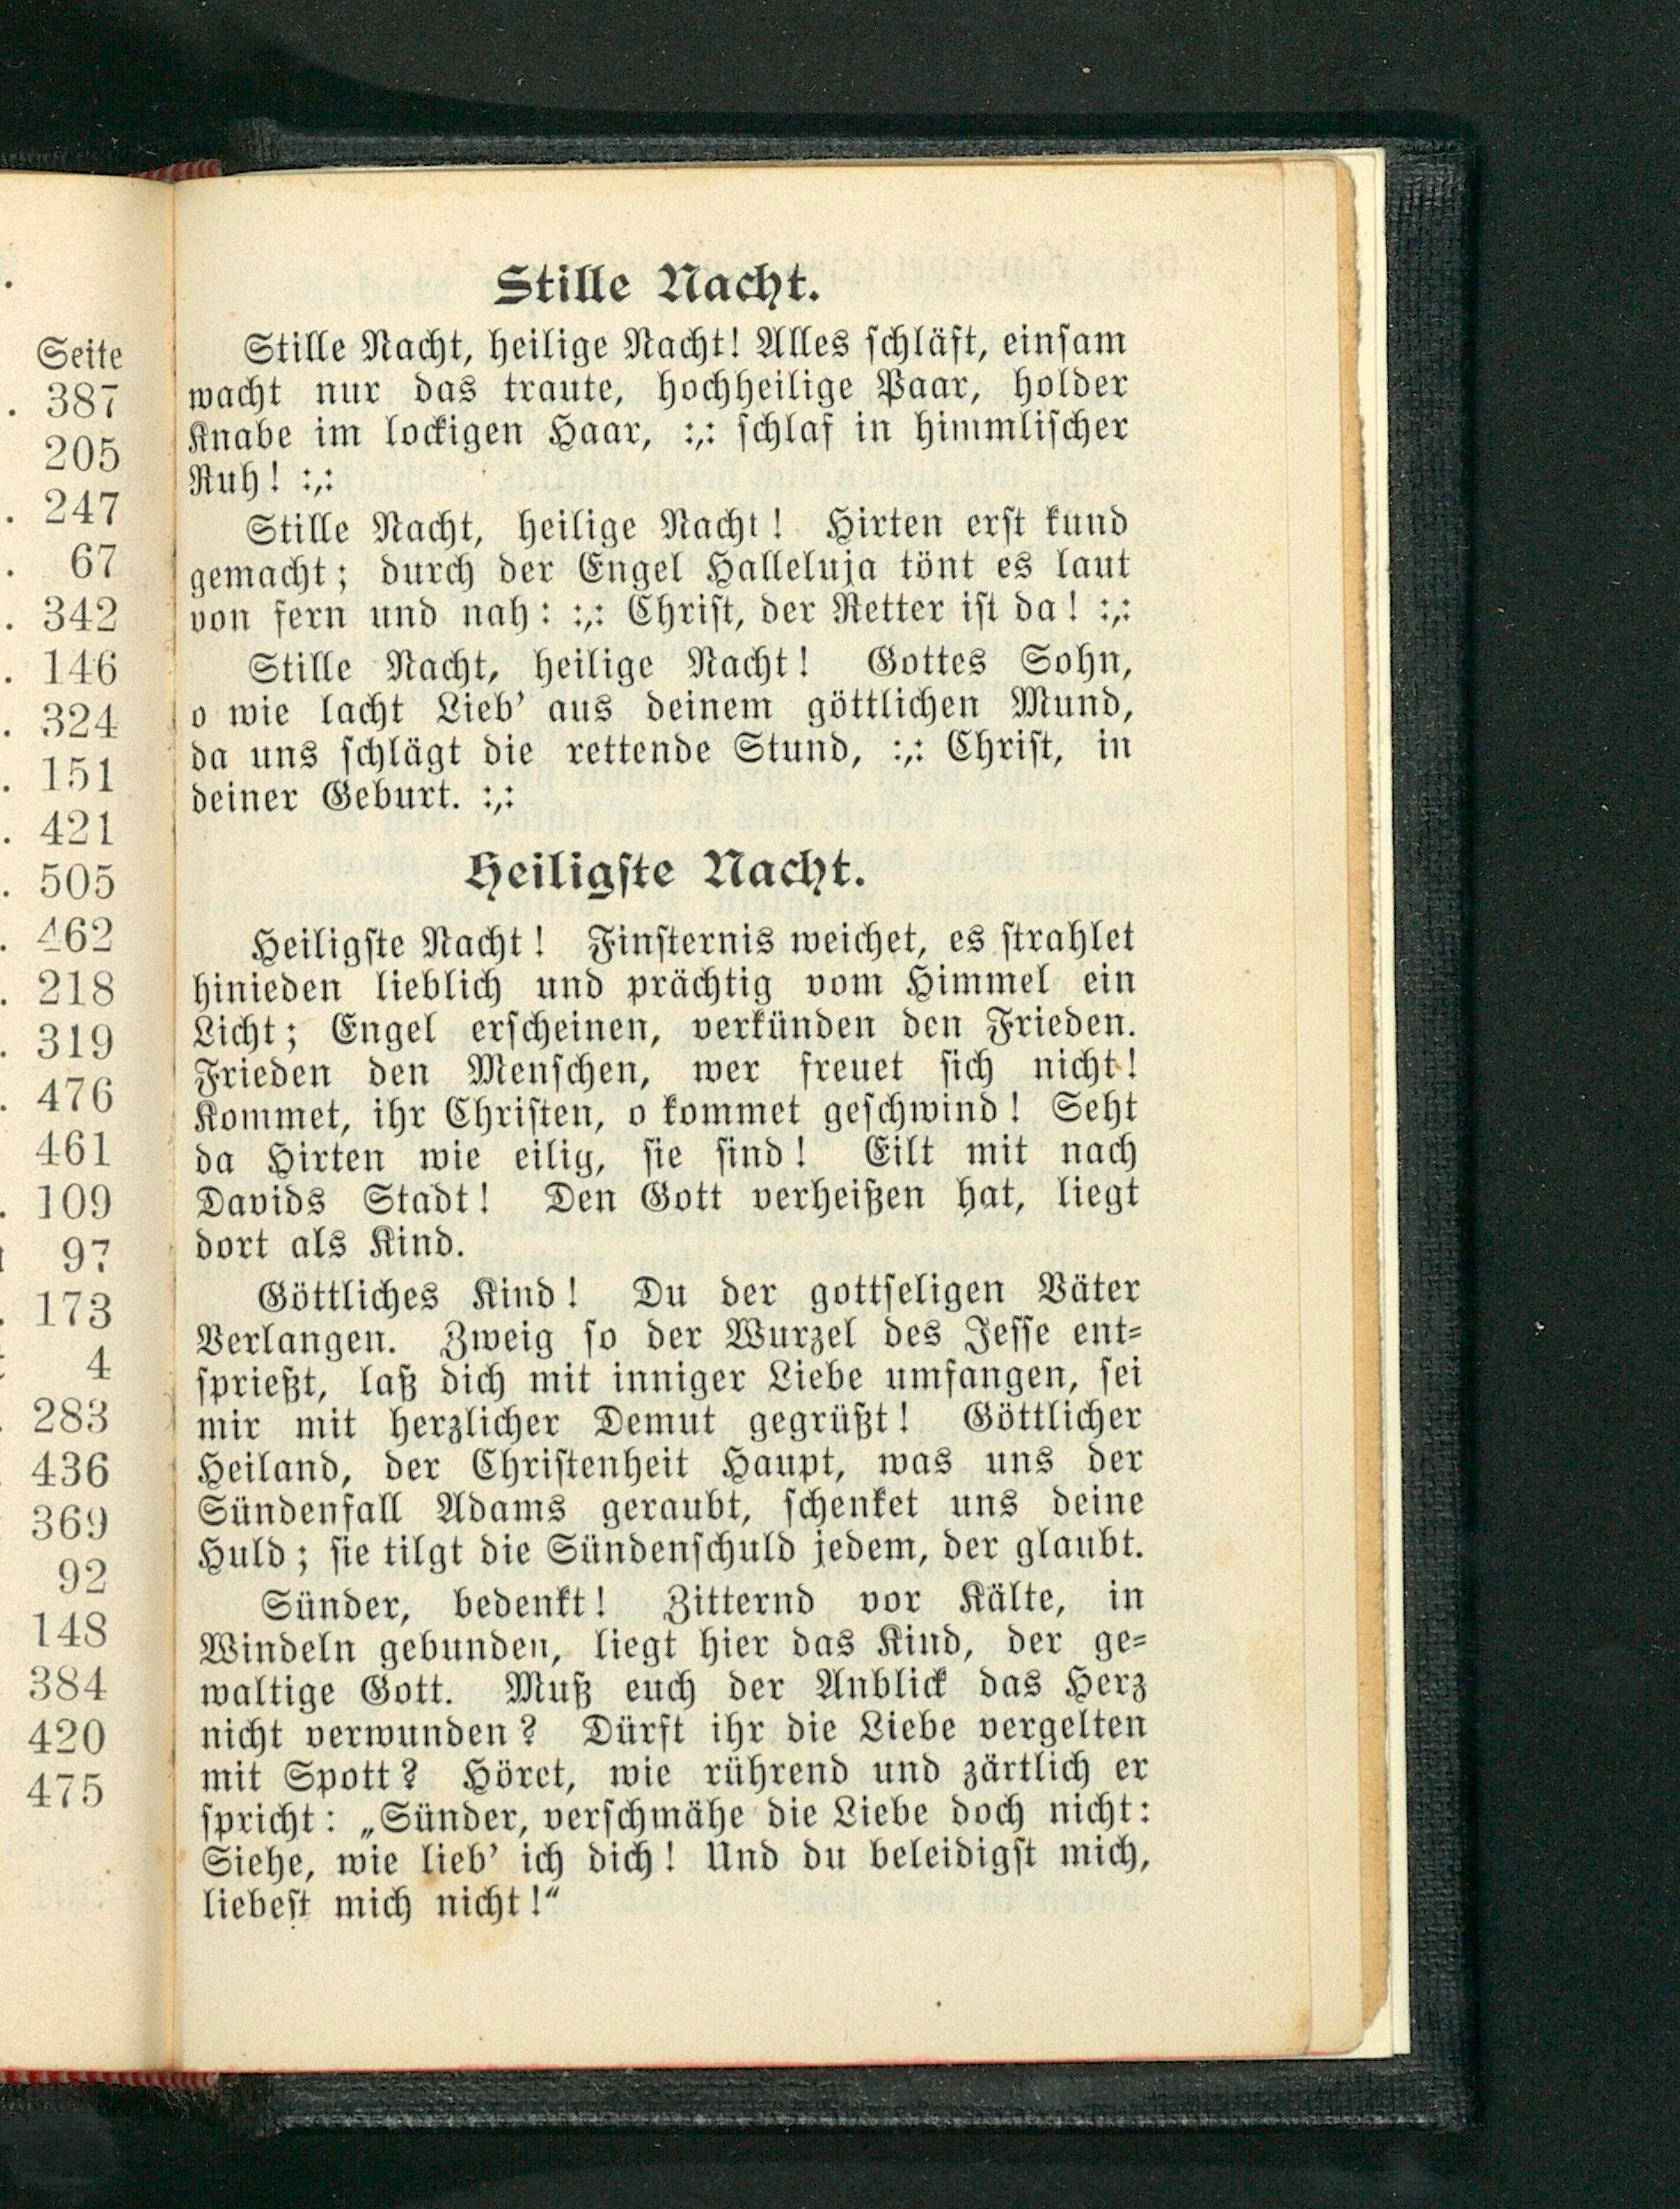 .
Seite
. 387
205
. 247
. 67
. 342
. 146
. 324
. 151
. 421
. 505
. 462
. 218
. 319
. 476
461
. 109
97
. 173
4
. 283
. 436
369
92
148
384
420
475
Stille Nacht.
Stille Nacht, heilige Nacht! Alles schläft, einsam
wacht nur das traute, hochheilige Paar, holder
Knabe im lockigen Haar, :,: schlaf in himmlischer
Ruh! :,:
Stille Nacht, heilige Nacht! Hirten erst kund
gemacht; durch der Engel Halleluja tönt es laut
von fern und nah: :,: Christ, der Retter ist da! :,:
Stille Nacht, heilige Nacht! Gottes Sohn,
o wie lacht Lieb' aus deinem göttlichen Mund,
da uns schlägt die rettende Stund, :,: Christ, in
deiner Geburt. :,:
Heiligste Nacht.
Heiligste Nacht! Finsternis weichet, es strahlet
hinieden lieblich und prächtig vom Himmel ein
Licht; Engel erscheinen, verkünden den Frieden.
Frieden den Menschen, wer freuet sich nicht!
Kommet, ihr Christen, o kommet geschwind! Seht
da Hirten wie eilig, sie sind! Eilt mit nach
Davids Stadt! Den Gott verheißen hat, liegt
dort als Kind.
Göttliches Kind! Du der gottseligen Väter
Verlangen. Zweig so der Wurzel des Jesse ent=
sprießt, laß dich mit inniger Liebe umfangen, sei
mir mit herzlicher Demut gegrüßt! Göttlicher
Heiland, der Christenheit Haupt, was uns der
Sündenfall Adams geraubt, schenket uns deine
Huld; sie tilgt die Sündenschuld jedem, der glaubt.
Sünder, bedenkt! Zitternd vor Kälte, in
Windeln gebunden, liegt hier das Kind, der ge=
waltige Gott. Muß euch der Anblick das Herz
nicht verwunden? Dürft ihr die Liebe vergelten
mit Spott? Höret, wie rührend und zärtlich er
spricht: „Sünder, verschmähe die Liebe doch nicht:
Siehe, wie lieb' ich dich! Und du beleidigst mich,
liebest mich nicht!“